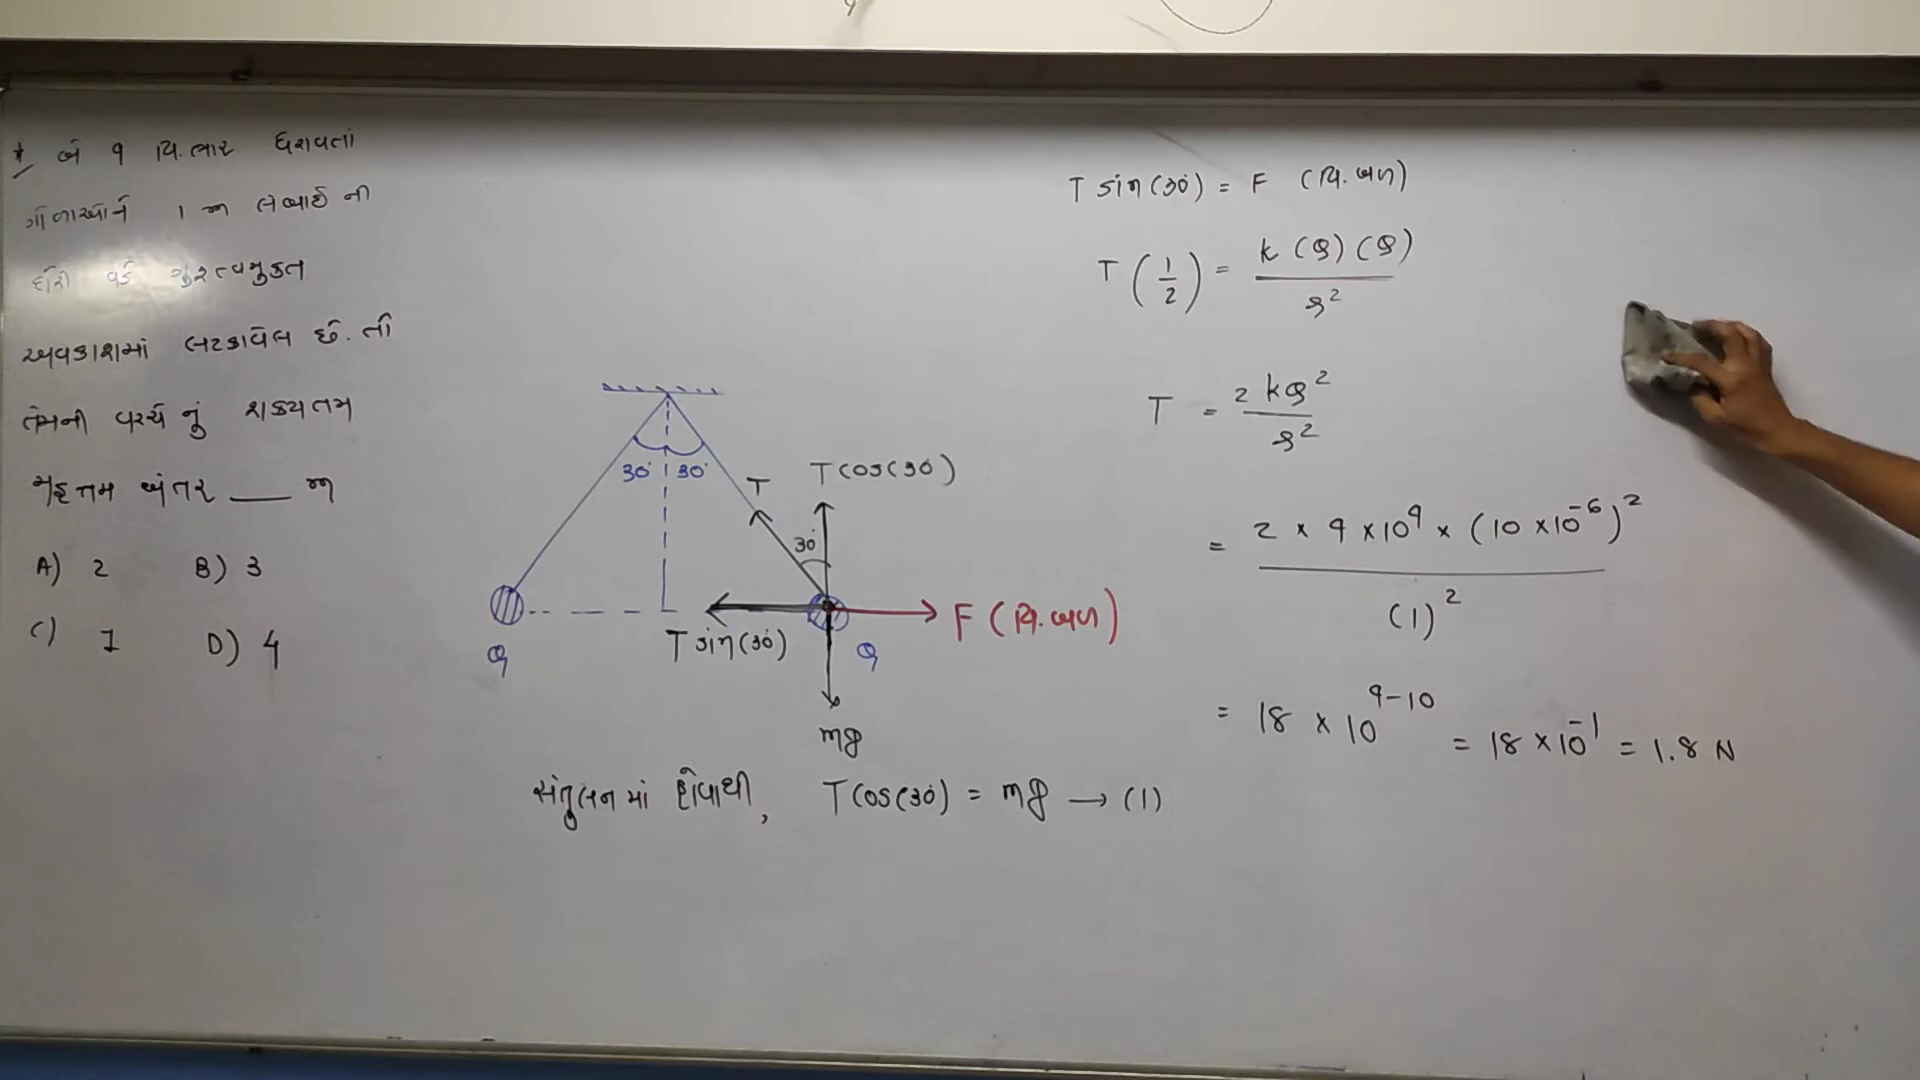 * બે q વિ.ભાર ધરાવતાં
ગોળાઓને 1 m લંબાઈ ની
દોરી વડે ગુરુત્વમુક્ત
અવકાશમાં લટકાવેલ છે. તો
તેમની વચ્ચે નું શક્યતમ
મહત્તમ અંતર ___ m
A) 2 B) 3
C) 1 D) 4
30° 30°
T
T cos(30°)
30°
F (વિ.બળ)
T sin(30°)
Q
Q
mg
સંતુલનમાં હોવાથી, T cos(30°) = mg → (1)
T sin(30°) = F (વિ.બળ)
T (1/2) = k (Q) (Q) / r²
T = 2 kQ² / r²
= 2 × 9 × 10⁹ × (10 × 10⁻⁶)² / (1)²
= 18 × 10⁹⁻¹⁰ = 18 × 10⁻¹ = 1.8 N